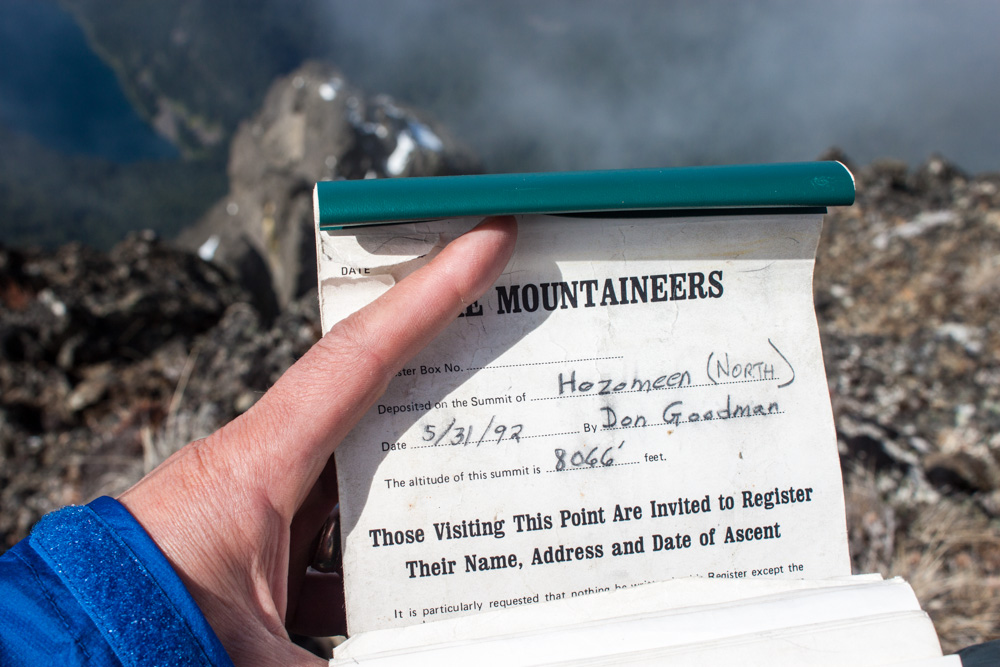 DATE
MOUNTAINEERS
Box No.
Deposited on the Summit of Hozomeen (NORTH)
Date 5/31/92 By Don Goodman
The altitude of this summit is 8066' feet.
Those Visiting This Point Are Invited to Register
Their Name, Address and Date of Ascent
It is particularly requested that nothing be Register except the